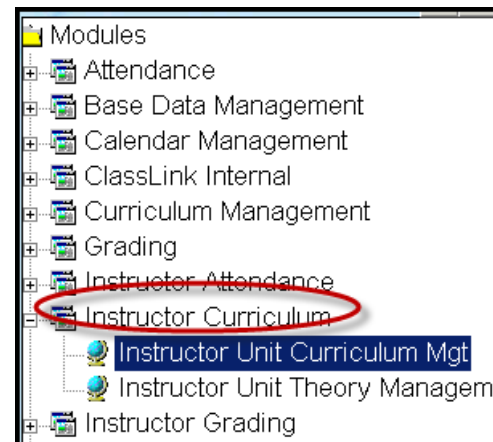 Modules
Attendance
Base Data Management
Calendar Management
ClassLink Internal
Curriculum Management
Grading
Instructor Attendance
Instructor Curriculum
Instructor Unit Curriculum Mgt
Instructor Unit Theory Managem
Instructor Grading